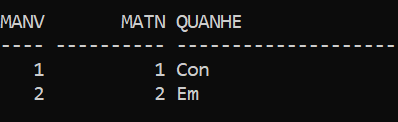 MANV       MATN QUANHE
---- ---------- --------------------
   1          1 Con
   2          2 Em